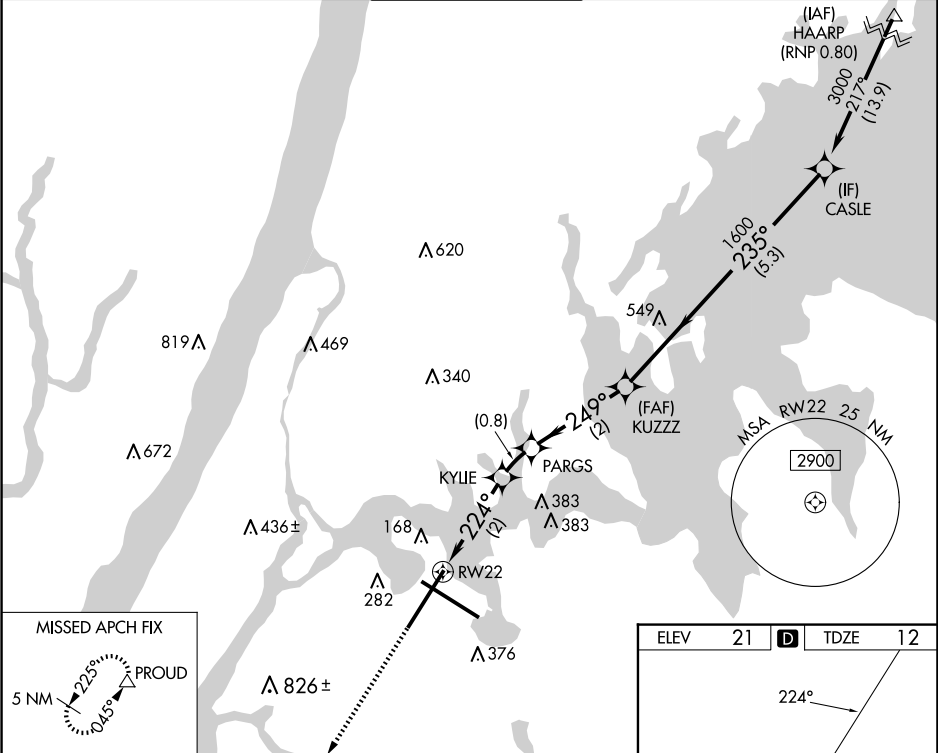 (IAF)
HAARP
(RNP 0.80)
3000
217°
(13.9)
(IF)
CASLE
1600
235°
(5.3)
620
549
819
469
340
(FAF)
KUZZZ
249°
(2)
(0.8)
PARGS
KYLIE
672
383
383
224°
(2)
436±
168
RW22
282
376
826±
MSA RW22 25 NM
2900
MISSED APCH FIX
225°
PROUD
5 NM
045°
ELEV 21 D TDZE 12
224°